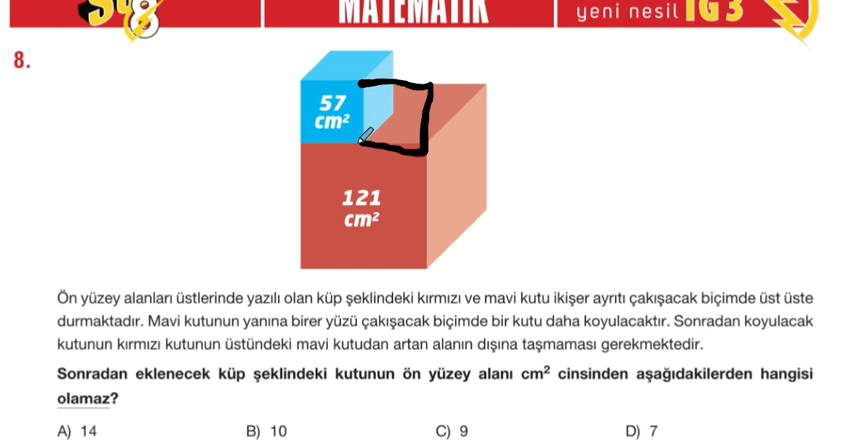 MATEMATİK
yeni nesil TG 3
8.
57
cm²
121
cm²
Ön yüzey alanları üstlerinde yazılı olan küp şeklindeki kırmızı ve mavi kutu ikişer ayrıtı çakışacak biçimde üst üste
durmaktadır. Mavi kutunun yanına birer yüzü çakışacak biçimde bir kutu daha koyulacaktır. Sonradan koyulacak
kutunun kırmızı kutunun üstündeki mavi kutudan artan alanın dışına taşmaması gerekmektedir.
Sonradan eklenecek küp şeklindeki kutunun ön yüzey alanı cm² cinsinden aşağıdakilerden hangisi
olamaz?
A) 14 B) 10 C) 9 D) 7